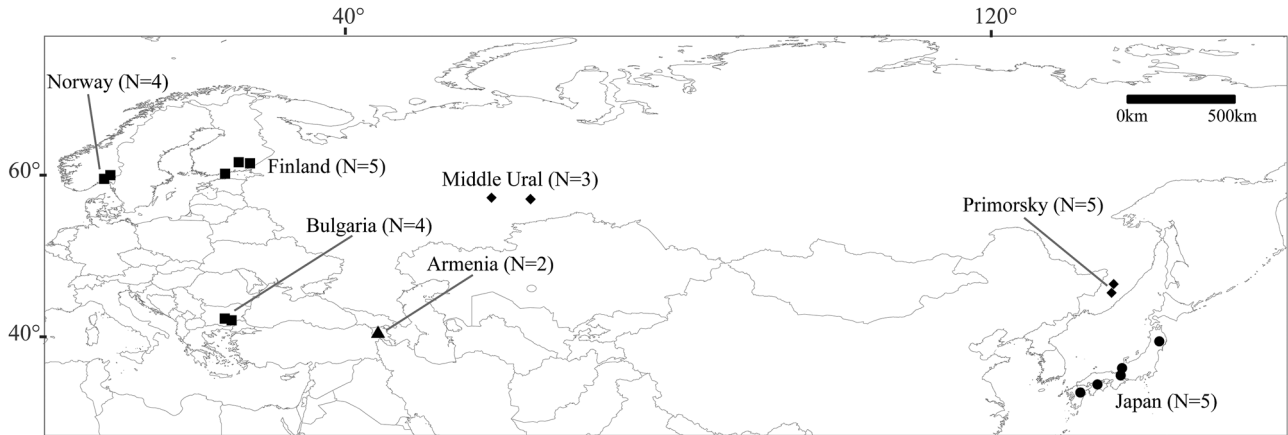 40° 120°
Norway (N=4)
0km 500km
60°
Finland (N=5)
Middle Ural (N=3)
Primorsky (N=5)
Bulgaria (N=4)
Armenia (N=2)
40°
Japan (N=5)